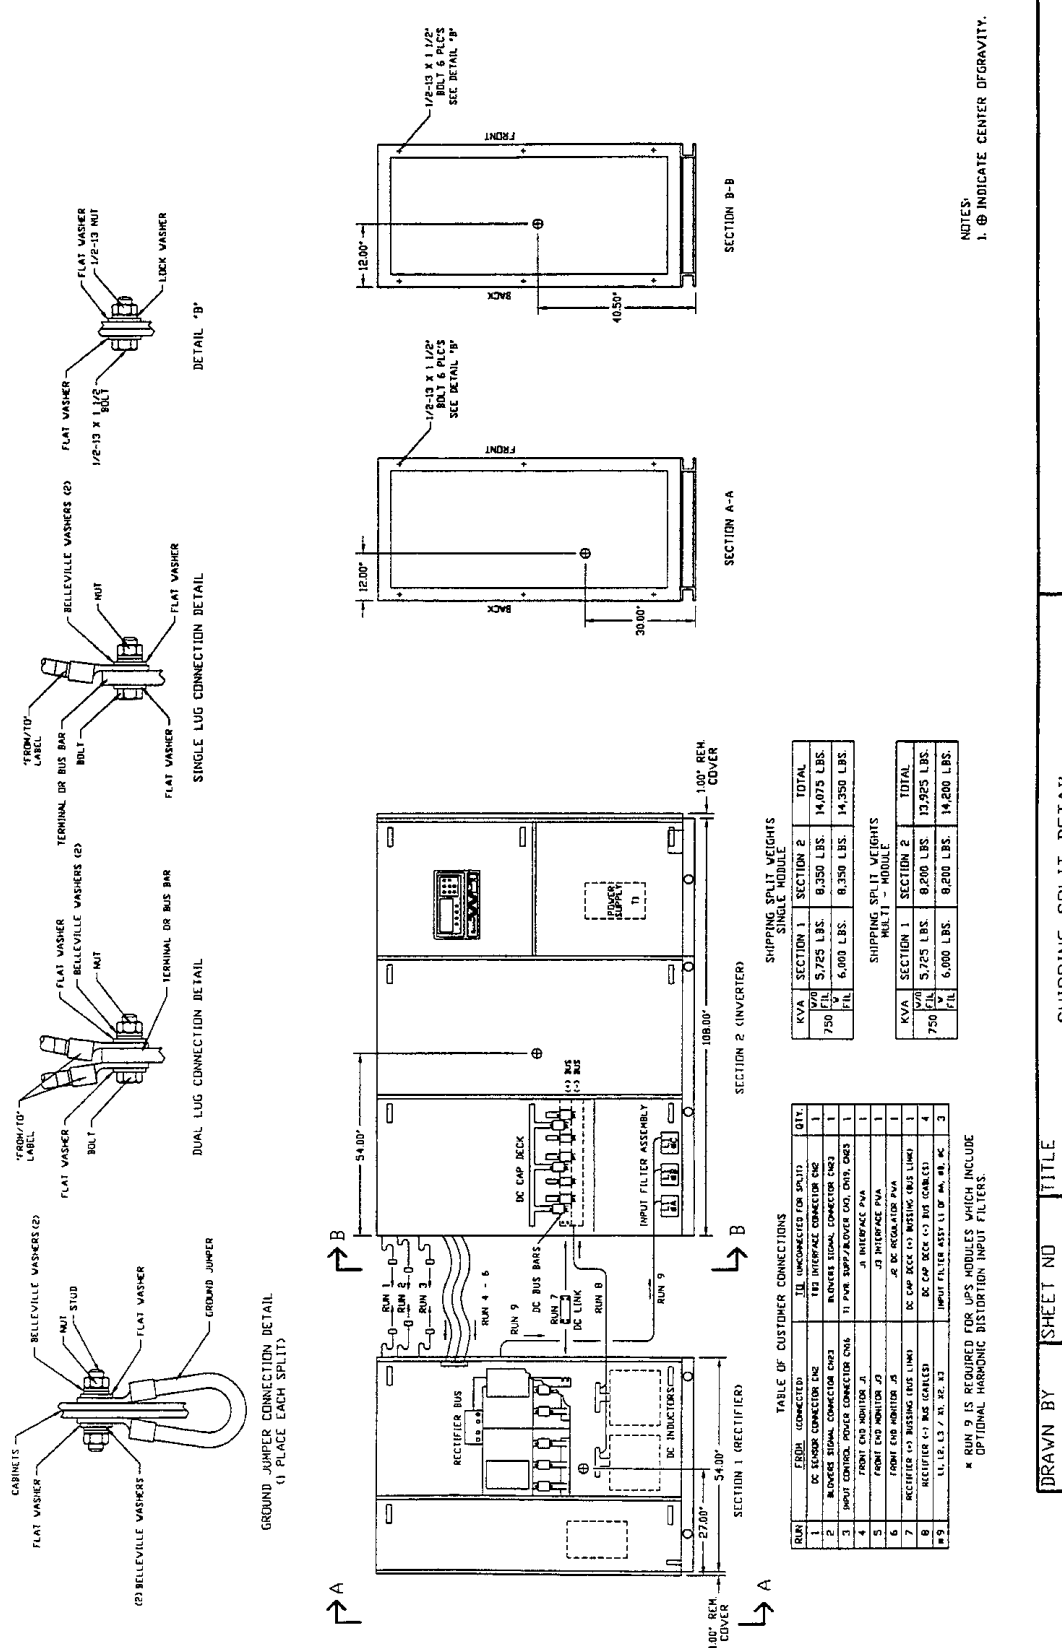 CABINETS
FLAT WASHER
BELLEVILLE WASHERS (2)
NUT
STUD
FLAT WASHER
GROUND JUMPER
(2) BELLEVILLE WASHERS
GROUND JUMPER CONNECTION DETAIL
(1 PLACE EACH SPLIT)
'FROM/TO'
LABEL
FLAT WASHER
BOLT
FLAT WASHER
BELLEVILLE WASHERS (2)
NUT
TERMINAL OR BUS BAR
DUAL LUG CONNECTION DETAIL
'FROM/TO'
LABEL
TERMINAL OR BUS BAR
BOLT
FLAT WASHER
BELLEVILLE WASHERS (2)
NUT
FLAT WASHER
SINGLE LUG CONNECTION DETAIL
FLAT WASHER
1/2-13 X 1 1/2
BOLT
FLAT WASHER
1/2-13 NUT
LOCK WASHER
DETAIL "B"
A
A
1.00" REM.
COVER
27.00"
54.00"
RECTIFIER BUS
DC INDUCTORS
SECTION 1 (RECTIFIER)
RUN 1
RUN 2
RUN 3
RUN 4 - 6
RUN 9
DC BUS BARS
RUN 7
DC LINK
RUN 8
RUN 9
B
B
54.00"
DC CAP DECK
(+) BUS
(-) BUS
INPUT FILTER ASSEMBLY
#A
#B
#C
POWER
SUPPLY
T1
108.00"
1.00" REM.
COVER
SECTION 2 (INVERTER)
12.00"
BACK
FRONT
30.00"
1/2-13 X 1 1/2"
BOLT 6 PLC'S
SEE DETAIL "B"
SECTION A-A
12.00"
BACK
FRONT
40.50"
1/2-13 X 1 1/2"
BOLT 6 PLC'S
SEE DETAIL "B"
SECTION B-B
TABLE OF CUSTOMER CONNECTIONS
RUN FROM (CONNECTED) TO (UNCONNECTED FOR SPLIT) QTY.
1 DC SENSOR CONNECTOR CN2 TB3 INTERFACE CONNECTOR CN2 1
2 BLOWERS SIGNAL CONNECTOR CN23 BLOWERS SIGNAL CONNECTOR CN23 1
3 INPUT CONTROL POWER CONNECTOR CN16 T1 PWR. SUPP./BLOWER CN3, CN19, CN25 1
4 FRONT END MONITOR J1 J1 INTERFACE PWA 1
5 FRONT END MONITOR J3 J3 INTERFACE PWA 1
6 FRONT END MONITOR J5 J2 DC REGULATOR PWA 1
7 RECTIFIER (+) BUSSING (BUS LINK) DC CAP DECK (+) BUSSING (BUS LINK) 1
8 RECTIFIER (-) BUS (CABLES) DC CAP DECK (-) BUS (CABLES) 4
*9 L1, L2, L3 / X1, X2, X3 INPUT FILTER ASSY L1 OF #A, #B, #C 3
* RUN 9 IS REQUIRED FOR UPS MODULES WHICH INCLUDE
OPTIONAL HARMONIC DISTORTION INPUT FILTERS.
SHIPPING SPLIT WEIGHTS
SINGLE MODULE
KVA SECTION 1 SECTION 2 TOTAL
750 W/O FIL 5,725 LBS. 8,350 LBS. 14,075 LBS.
W FIL 6,000 LBS. 8,350 LBS. 14,350 LBS.
SHIPPING SPLIT WEIGHTS
MULTI - MODULE
KVA SECTION 1 SECTION 2 TOTAL
750 W/O FIL 5,725 LBS. 8,200 LBS. 13,925 LBS.
W FIL 6,000 LBS. 8,200 LBS. 14,200 LBS.
NOTES:
1. ⊕ INDICATE CENTER OFGRAVITY.
DRAWN BY SHEET NO TITLE
SHIPPING SPLIT DETAIL